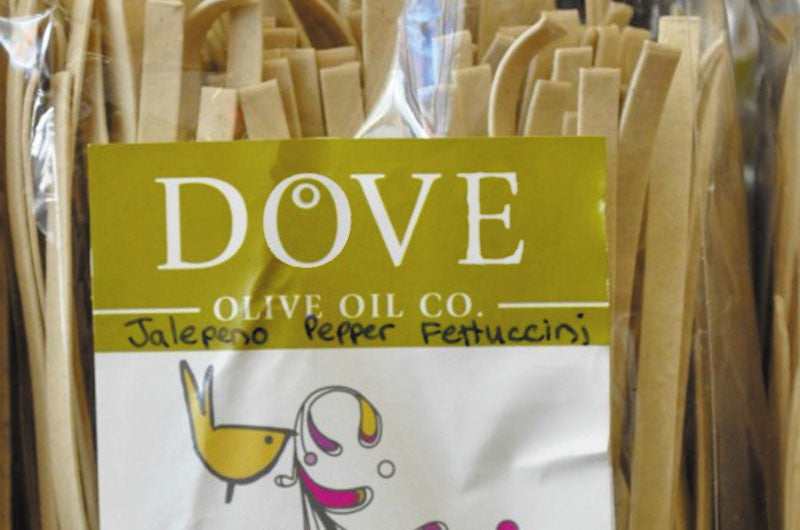 DOVE
OLIVE OIL CO.
Jalepeno Pepper Fettuccini